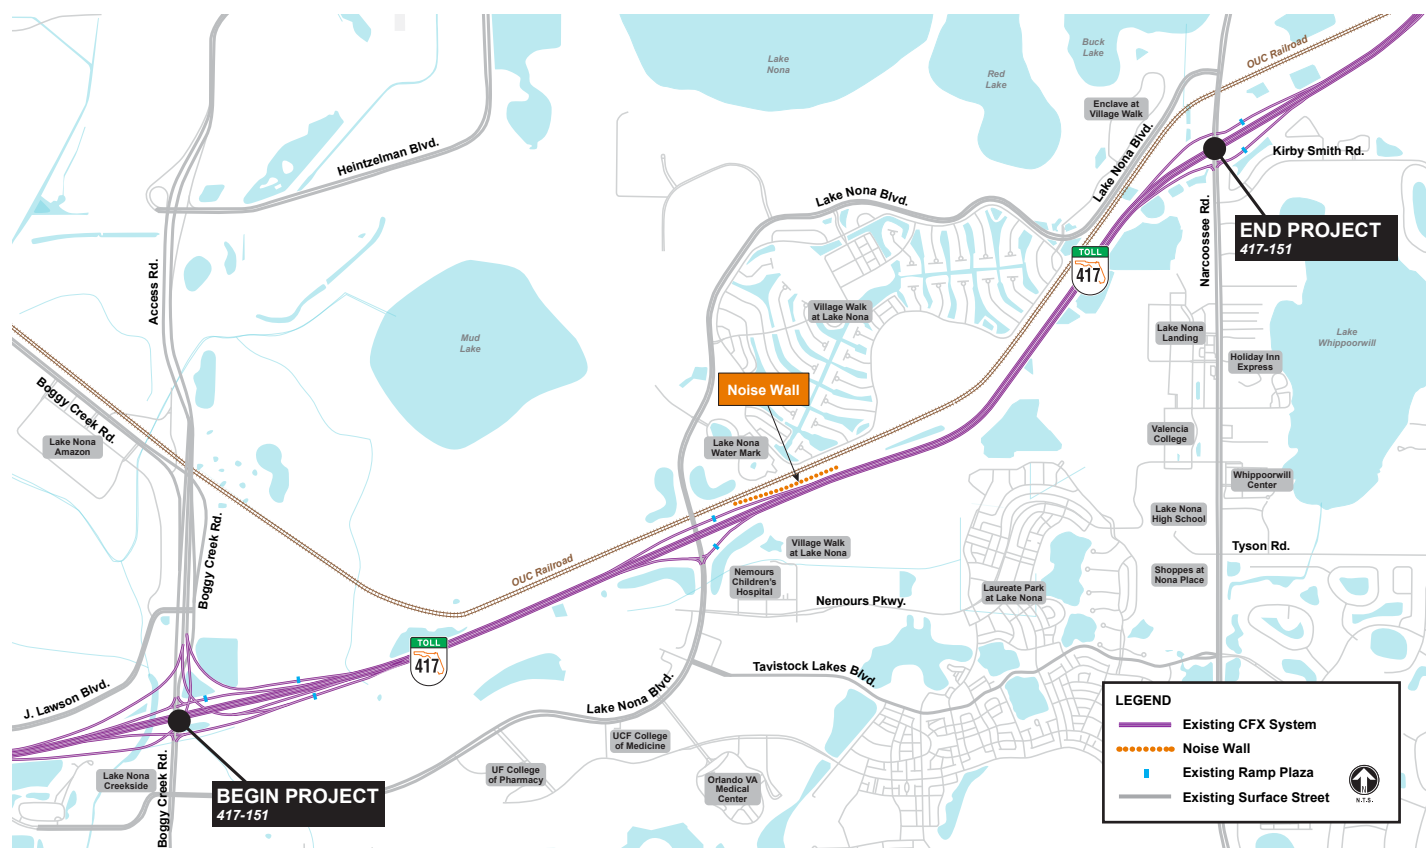 Lake
Nona
Red
Lake
Buck
Lake
OUC Railroad
Enclave at
Village Walk
Lake Nona Blvd.
Kirby Smith Rd.
Heintzelman Blvd.
Lake Nona Blvd.
Narcoossee Rd.
END PROJECT
417-151
TOLL
417
Access Rd.
Village Walk
at Lake Nona
Mud
Lake
Lake Nona
Landing
Lake
Whippoorwill
Holiday Inn
Express
Noise Wall
Boggy Creek Rd.
Lake Nona
Amazon
Lake Nona
Water Mark
Valencia
College
Whippoorwill
Center
Lake Nona
High School
Boggy Creek Rd.
OUC Railroad
Village Walk
at Lake Nona
Tyson Rd.
Nemours
Children's
Hospital
Laureate Park
at Lake Nona
Shoppes at
Nona Place
Nemours Pkwy.
TOLL
417
Tavistock Lakes Blvd.
J. Lawson Blvd.
Lake Nona Blvd.
UCF College
of Medicine
UF College
of Pharmacy
Orlando VA
Medical
Center
Lake Nona
Creekside
Boggy Creek Rd.
BEGIN PROJECT
417-151
LEGEND
Existing CFX System
Noise Wall
Existing Ramp Plaza
Existing Surface Street
N
N.T.S.